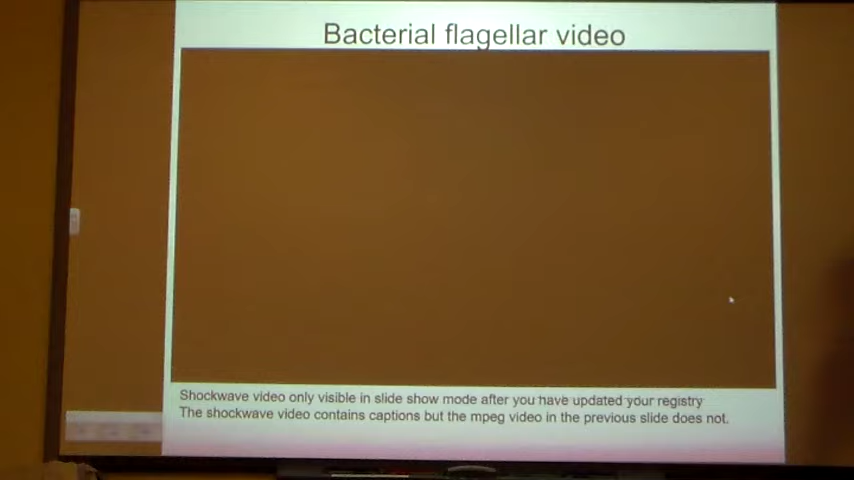 Bacterial flagellar video
Shockwave video only visible in slide show mode after you have updated your registry
The shockwave video contains captions but the mpeg video in the previous slide does not.